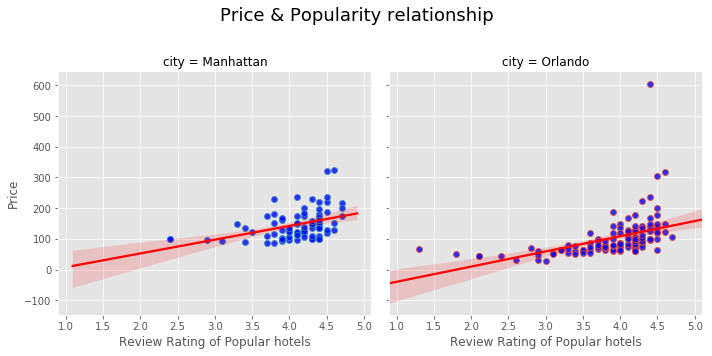 Price & Popularity relationship
city = Manhattan
city = Orlando
Price
600
500
400
300
200
100
0
−100
1.0 1.5 2.0 2.5 3.0 3.5 4.0 4.5 5.0
1.0 1.5 2.0 2.5 3.0 3.5 4.0 4.5 5.0
Review Rating of Popular hotels
Review Rating of Popular hotels